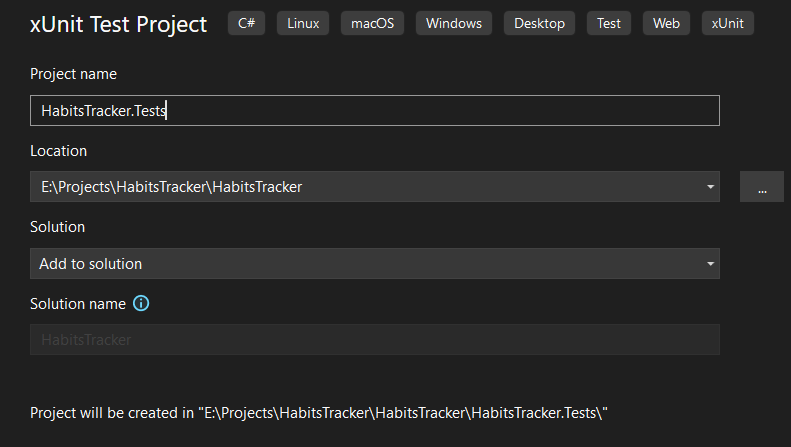 xUnit Test Project C# Linux macOS Windows Desktop Test Web xUnit
Project name
HabitsTracker.Tests
Location
E:\Projects\HabitsTracker\HabitsTracker
...
Solution
Add to solution
Solution name
HabitsTracker
Project will be created in "E:\Projects\HabitsTracker\HabitsTracker\HabitsTracker.Tests\"